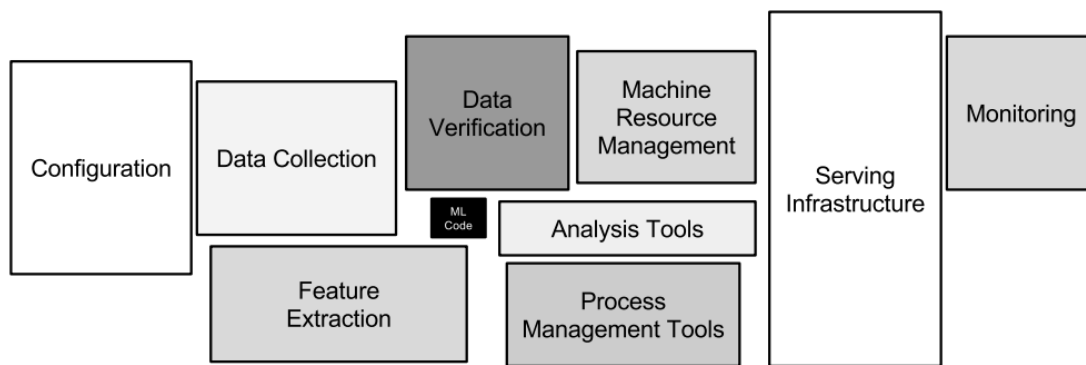 Configuration
Data Collection
Feature
Extraction
Data
Verification
ML
Code
Machine
Resource
Management
Analysis Tools
Process
Management Tools
Serving
Infrastructure
Monitoring